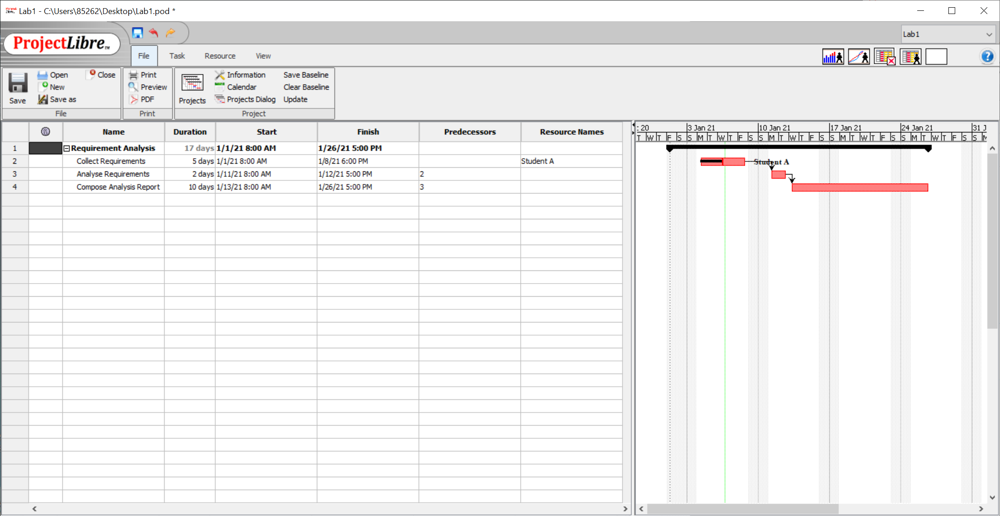 Lab1 - C:\Users\85262\Desktop\Lab1.pod *
ProjectLibre TM
Lab1
File Task Resource View
Save
Open
New
Save as
Close
File
Print
Preview
PDF
Print
Projects
Information
Calendar
Projects Dialog
Save Baseline
Clear Baseline
Update
Project
Name Duration Start Finish Predecessors Resource Names
1 Requirement Analysis 17 days 1/1/21 8:00 AM 1/26/21 5:00 PM
2 Collect Requirements 5 days 1/1/21 8:00 AM 1/8/21 6:00 PM Student A
3 Analyse Requirements 2 days 1/11/21 8:00 AM 1/12/21 5:00 PM 2
4 Compose Analysis Report 10 days 1/13/21 8:00 AM 1/26/21 5:00 PM 3
: 20 3 Jan 21 10 Jan 21 17 Jan 21 24 Jan 21 31 J
T W T F S S M T W T F S S M T W T F S S M T W T F S S M T W T F S S M
Student A